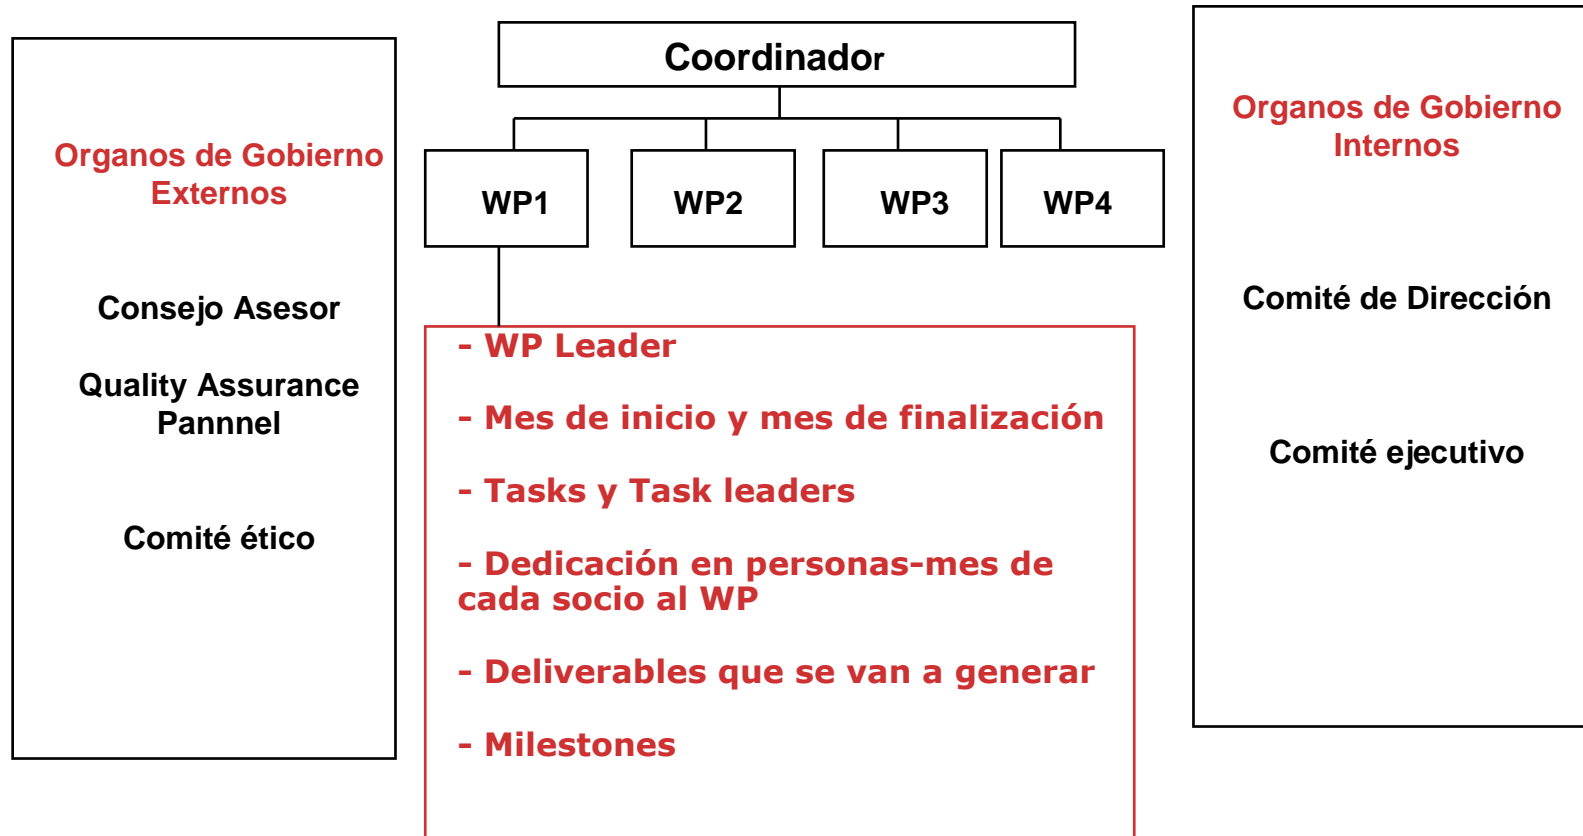 Coordinador
Organos de Gobierno
Externos
Consejo Asesor
Quality Assurance
Pannnel
Comité ético
WP1
WP2
WP3
WP4
- WP Leader
- Mes de inicio y mes de finalización
- Tasks y Task leaders
- Dedicación en personas-mes de
cada socio al WP
- Deliverables que se van a generar
- Milestones
Organos de Gobierno
Internos
Comité de Dirección
Comité ejecutivo